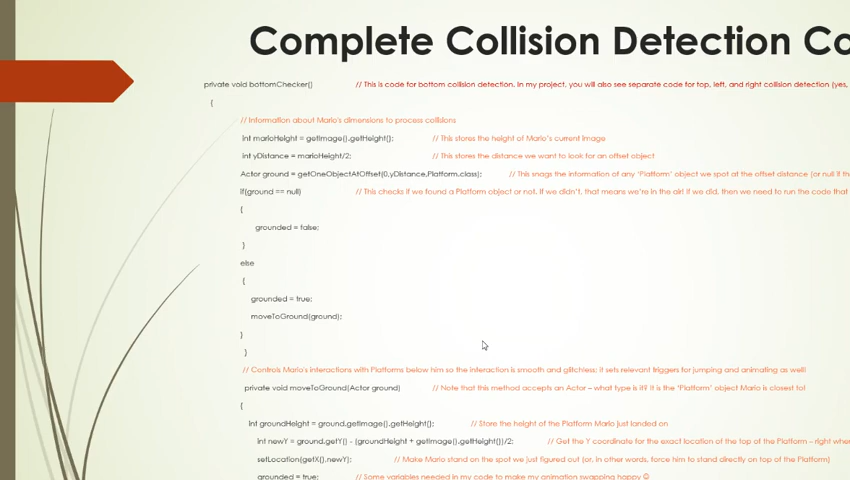 Complete Collision Detection Co
private void bottomChecker() // This is code for bottom collision detection. In my project, you will also see separate code for top, left, and right collision detection (yes,
{
// Information about Mario's dimensions to process collisions
int marioHeight = getImage().getHeight(); // This stores the height of Mario's current image
int yDistance = marioHeight/2; // This stores the distance we want to look for an offset object
Actor ground = getOneObjectAtOffset(0,yDistance,Platform.class); // This snags the information of any 'Platform' object we spot at the offset distance (or null if th
if(ground == null) // This checks if we found a Platform object or not. If we didn't, that means we're in the air! If we did, then we need to run the code that
{
grounded = false;
}
else
{
grounded = true;
moveToGround(ground);
}
}
// Controls Mario's interactions with Platforms below him so the interaction is smooth and glitchless; it sets relevant triggers for jumping and animating as well!
private void moveToGround(Actor ground) // Note that this method accepts an Actor – what type is it? It is the 'Platform' object Mario is closest to!
{
int groundHeight = ground.getImage().getHeight(); // Store the height of the Platform Mario just landed on
int newY = ground.getY() - (groundHeight + getImage().getHeight())/2; // Get the Y coordinate for the exact location of the top of the Platform – right wher
setLocation(getX(),newY); // Make Mario stand on the spot we just figured out (or, in other words, force him to stand directly on top of the Platform)
grounded = true; // Some variables needed in my code to make my animation swapping happy ☺